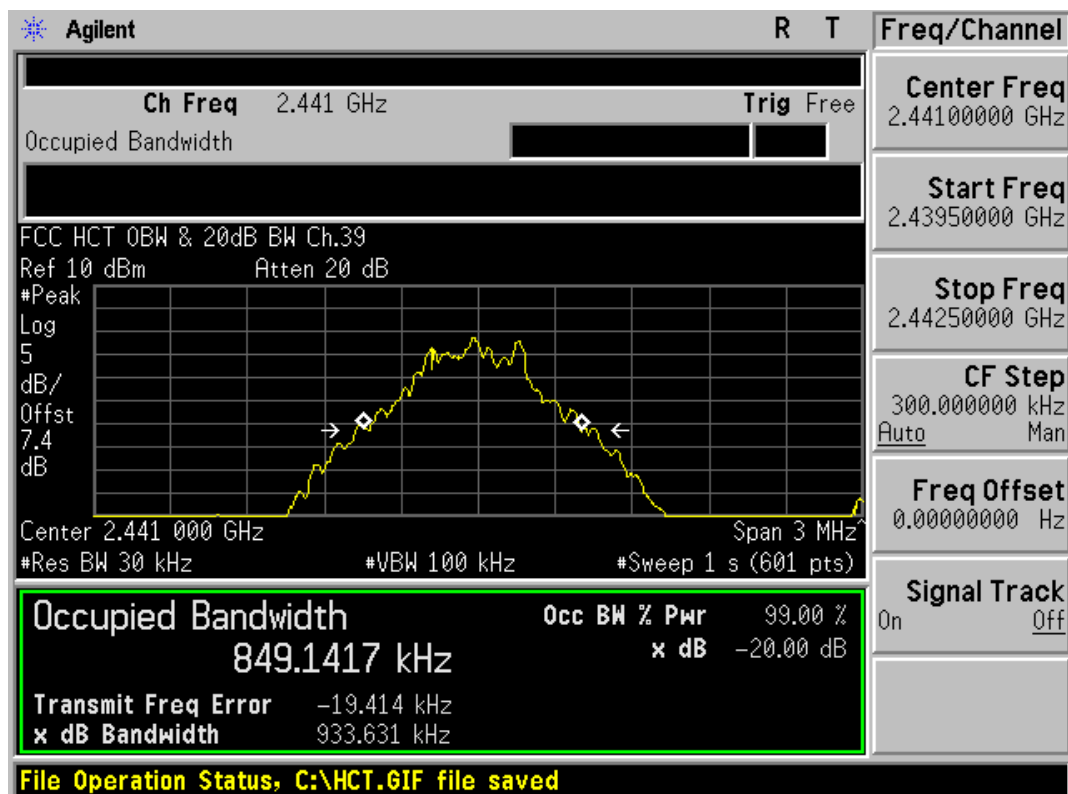 Agilent R T Freq/Channel
Ch Freq 2.441 GHz Trig Free
Occupied Bandwidth
Center Freq
2.44100000 GHz
Start Freq
2.43950000 GHz
Stop Freq
2.44250000 GHz
CF Step
300.000000 kHz
Auto Man
Freq Offset
0.00000000 Hz
Signal Track
On Off
FCC HCT OBW & 20dB BW Ch.39
Ref 10 dBm Atten 20 dB
#Peak
Log
5
dB/
Offst
7.4
dB
Center 2.441 000 GHz Span 3 MHz^
#Res BW 30 kHz #VBW 100 kHz #Sweep 1 s (601 pts)
Occupied Bandwidth Occ BW % Pwr 99.00 %
849.1417 kHz x dB -20.00 dB
Transmit Freq Error -19.414 kHz
x dB Bandwidth 933.631 kHz
File Operation Status, C:\HCT.GIF file saved